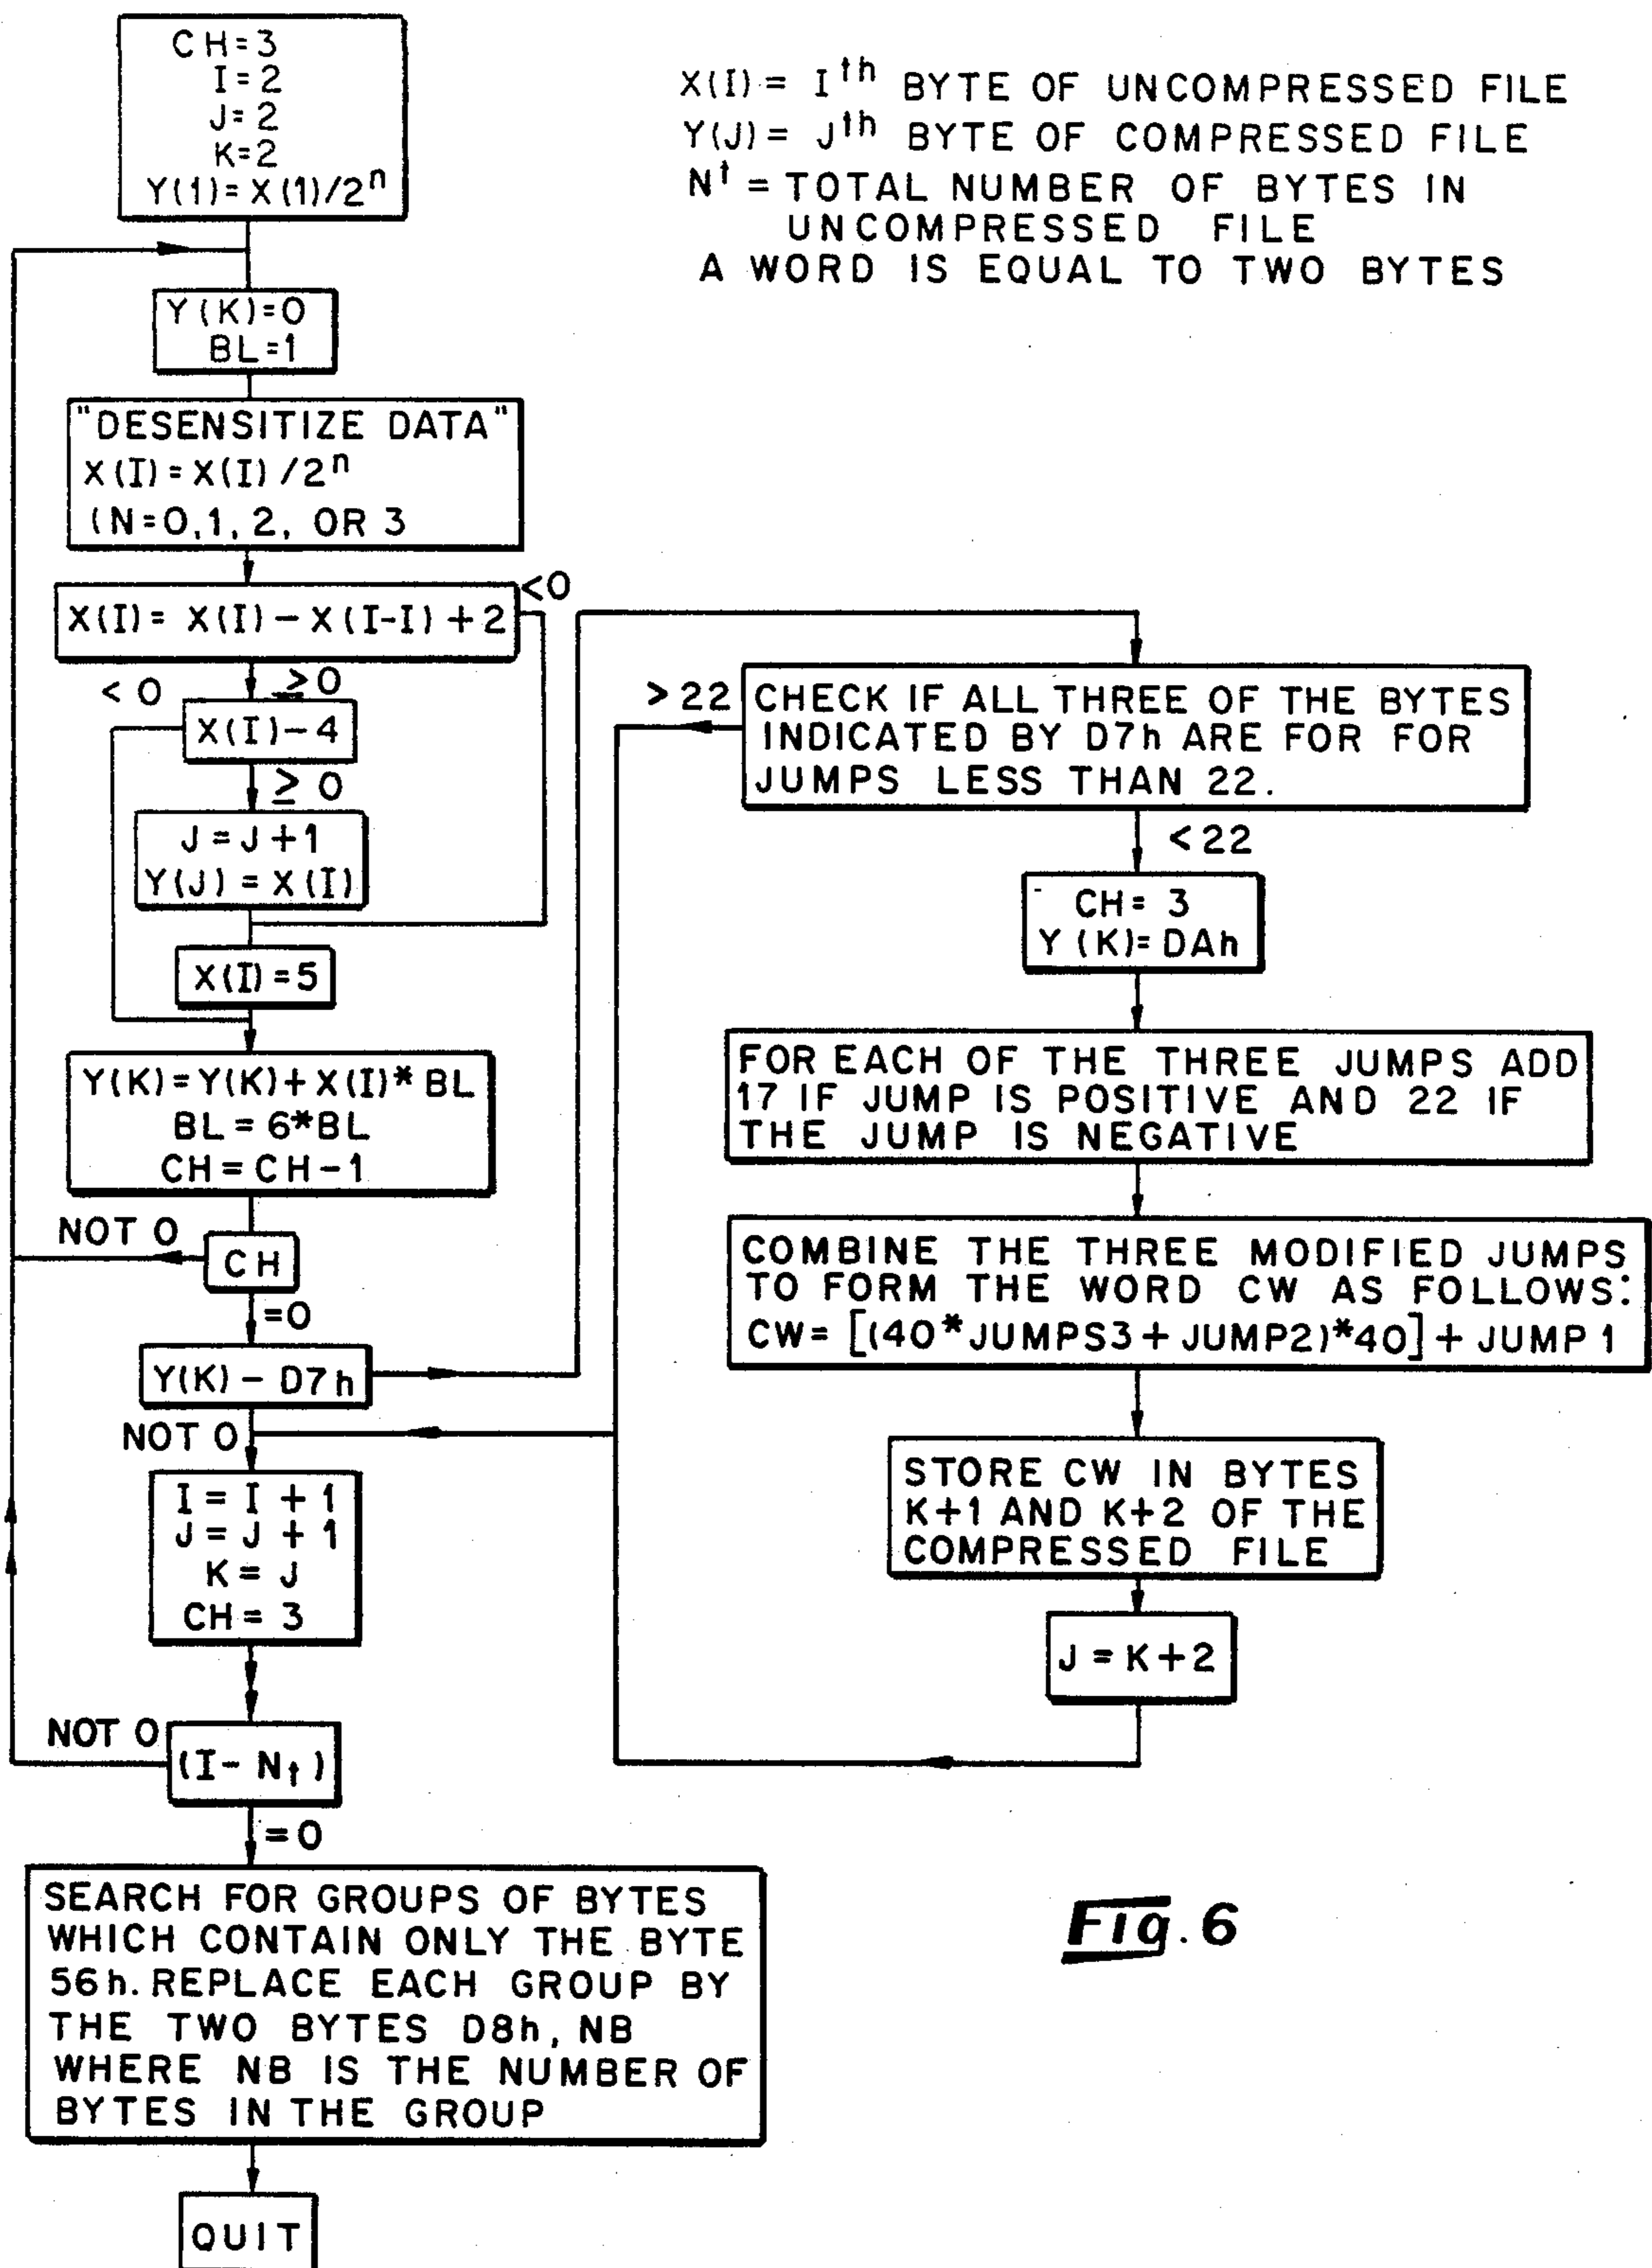 CH=3
I=2
J=2
K=2
Y(1)=X(1)/2ⁿ
X(I)= Iᵗʰ BYTE OF UNCOMPRESSED FILE
Y(J)= Jᵗʰ BYTE OF COMPRESSED FILE
Nᵗ = TOTAL NUMBER OF BYTES IN
UNCOMPRESSED FILE
A WORD IS EQUAL TO TWO BYTES
Y(K)=0
BL=1
"DESENSITIZE DATA"
X(I)=X(I)/2ⁿ
(N=0,1,2, OR 3
X(I)= X(I)-X(I-I)+2
<0
≥0
<0
X(I)-4
≥0
J=J+1
Y(J)=X(I)
X(I)=5
Y(K)=Y(K)+X(I)*BL
BL=6*BL
CH=CH-1
NOT 0
CH
=0
Y(K)-D7h
NOT 0
I=I+1
J=J+1
K=J
CH=3
NOT 0
(I-Nₜ)
=0
SEARCH FOR GROUPS OF BYTES
WHICH CONTAIN ONLY THE BYTE
56h. REPLACE EACH GROUP BY
THE TWO BYTES D8h, NB
WHERE NB IS THE NUMBER OF
BYTES IN THE GROUP
QUIT
>22
CHECK IF ALL THREE OF THE BYTES
INDICATED BY D7h ARE FOR FOR
JUMPS LESS THAN 22.
<22
CH= 3
Y(K)=DAh
FOR EACH OF THE THREE JUMPS ADD
17 IF JUMP IS POSITIVE AND 22 IF
THE JUMP IS NEGATIVE
COMBINE THE THREE MODIFIED JUMPS
TO FORM THE WORD CW AS FOLLOWS:
CW= [(40*JUMPS3+JUMP2)*40]+JUMP 1
STORE CW IN BYTES
K+1 AND K+2 OF THE
COMPRESSED FILE
J=K+2
Fig. 6